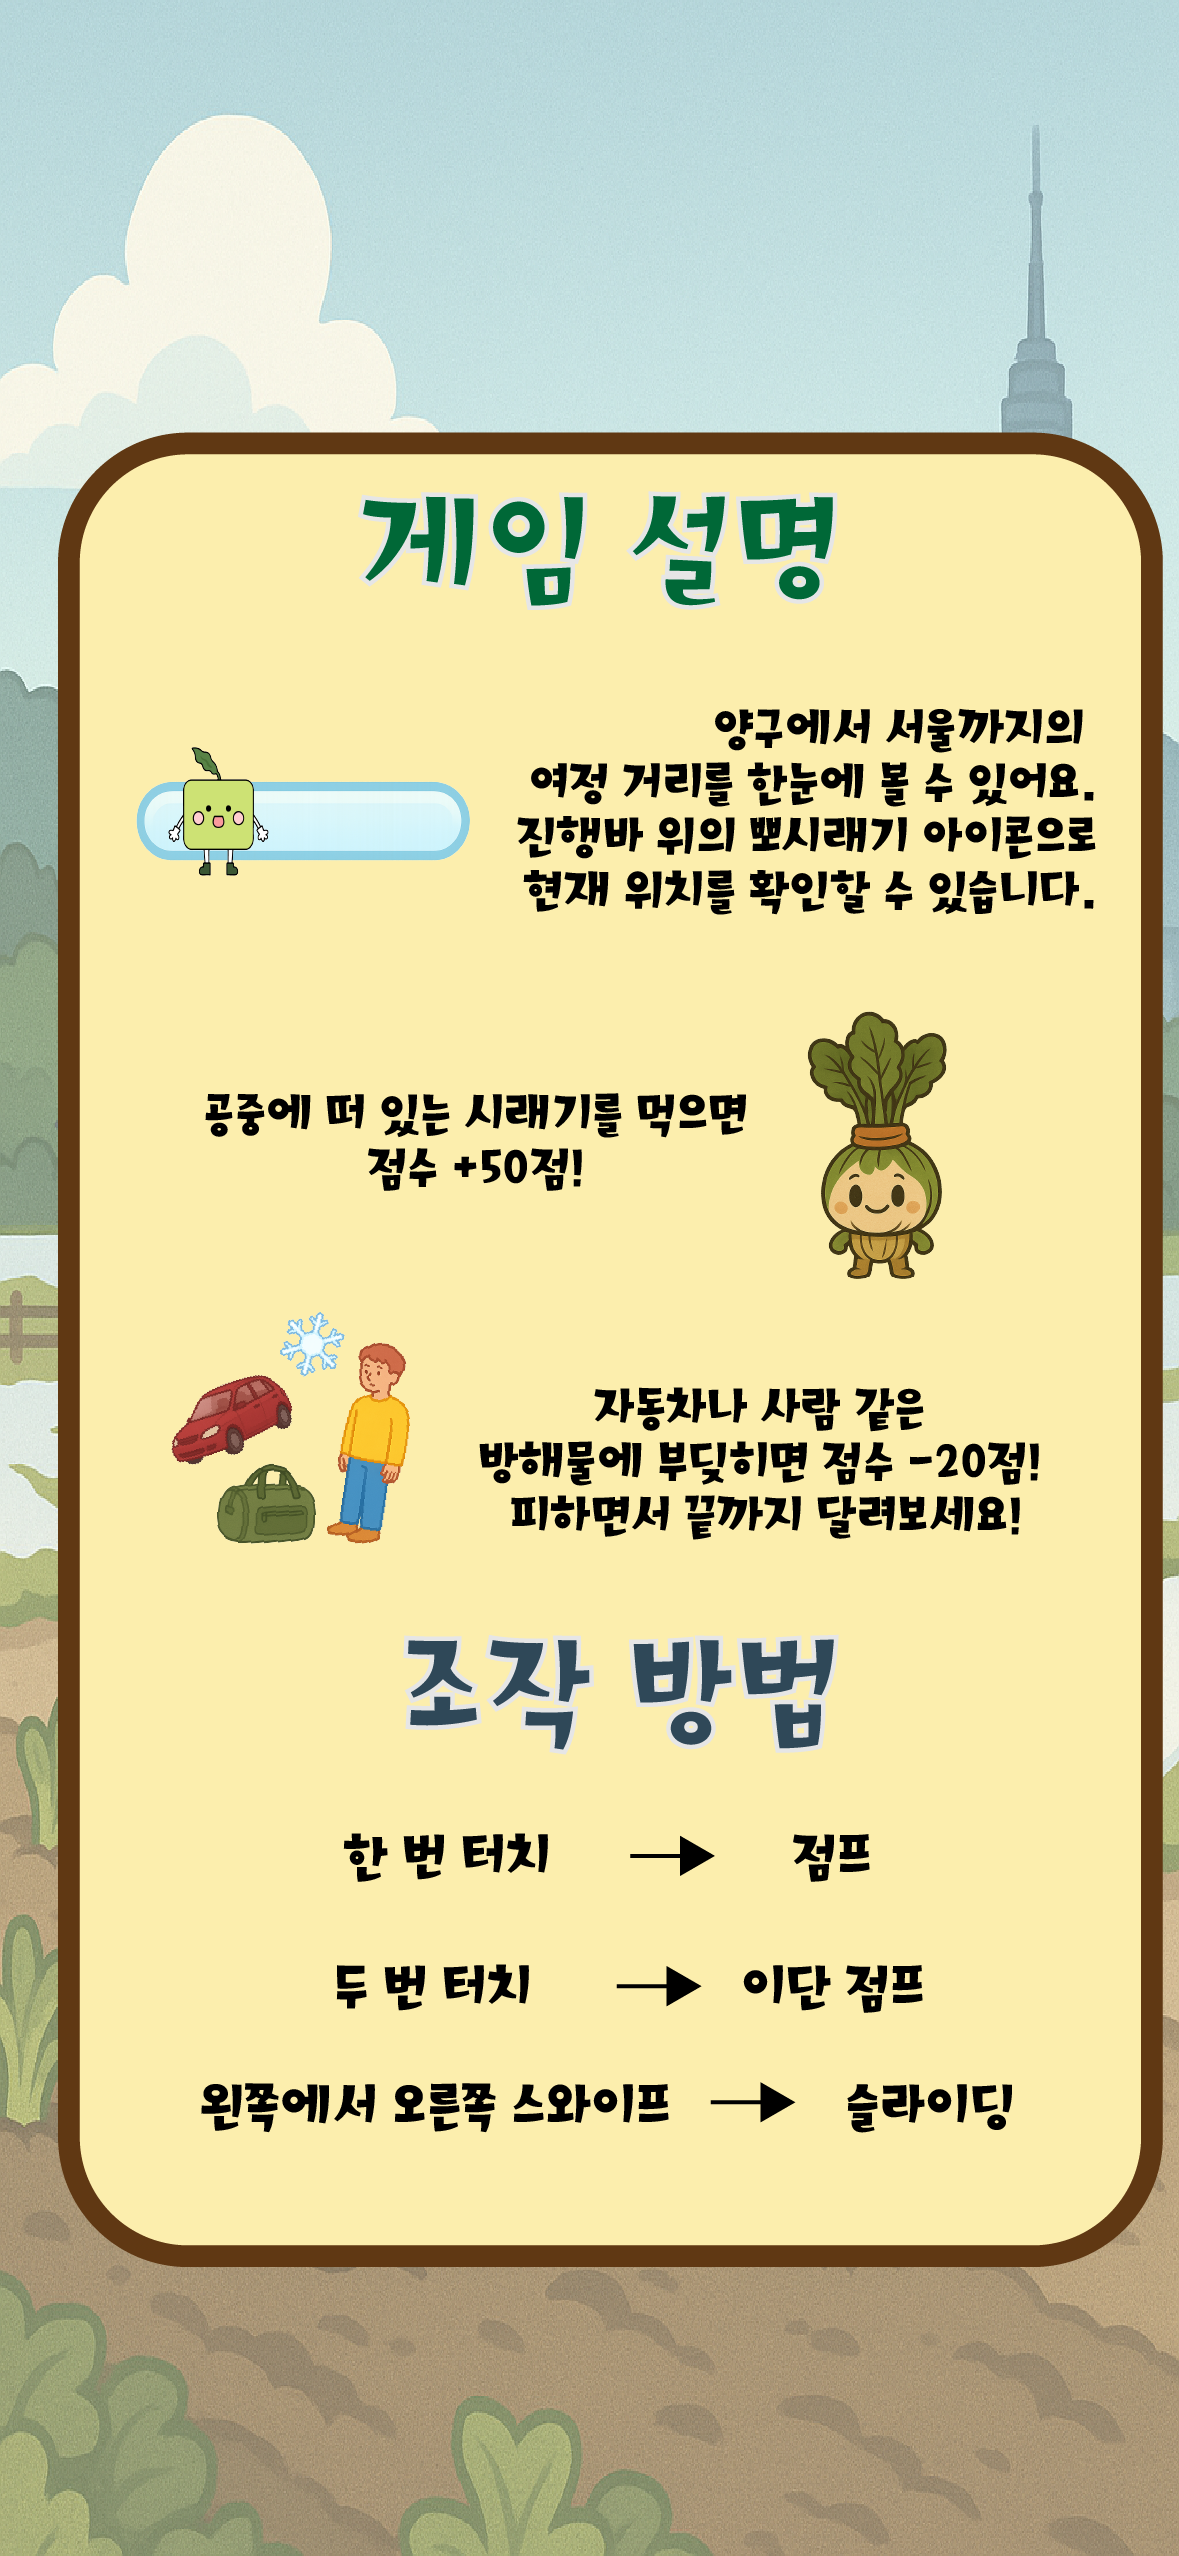 게임 설명
양구에서 서울까지의
여정 거리를 한눈에 볼 수 있어요.
진행바 위의 뽀시래기 아이콘으로
현재 위치를 확인할 수 있습니다.
공중에 떠 있는 시래기를 먹으면
점수 +50점!
자동차나 사람 같은
방해물에 부딪히면 점수 -20점!
피하면서 끝까지 달려보세요!
조작 방법
한 번 터치 → 점프
두 번 터치 → 이단 점프
왼쪽에서 오른쪽 스와이프 → 슬라이딩